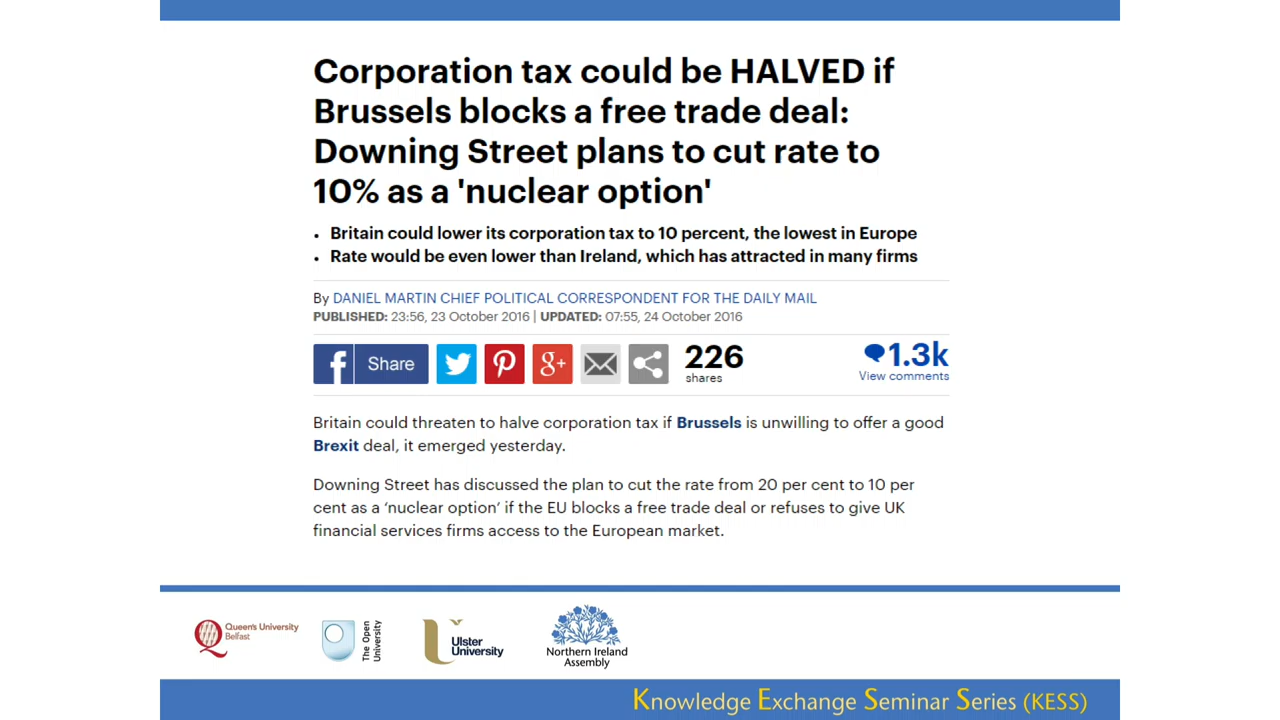 Corporation tax could be HALVED if
Brussels blocks a free trade deal:
Downing Street plans to cut rate to
10% as a 'nuclear option'
• Britain could lower its corporation tax to 10 percent, the lowest in Europe
• Rate would be even lower than Ireland, which has attracted in many firms
By DANIEL MARTIN CHIEF POLITICAL CORRESPONDENT FOR THE DAILY MAIL
PUBLISHED: 23:56, 23 October 2016 | UPDATED: 07:55, 24 October 2016
f Share
g+
226
shares
1.3k
View comments
Britain could threaten to halve corporation tax if Brussels is unwilling to offer a good
Brexit deal, it emerged yesterday.
Downing Street has discussed the plan to cut the rate from 20 per cent to 10 per
cent as a ‘nuclear option’ if the EU blocks a free trade deal or refuses to give UK
financial services firms access to the European market.
Queen's University
Belfast
The Open
University
Ulster
University
Northern Ireland
Assembly
Knowledge Exchange Seminar Series (KESS)